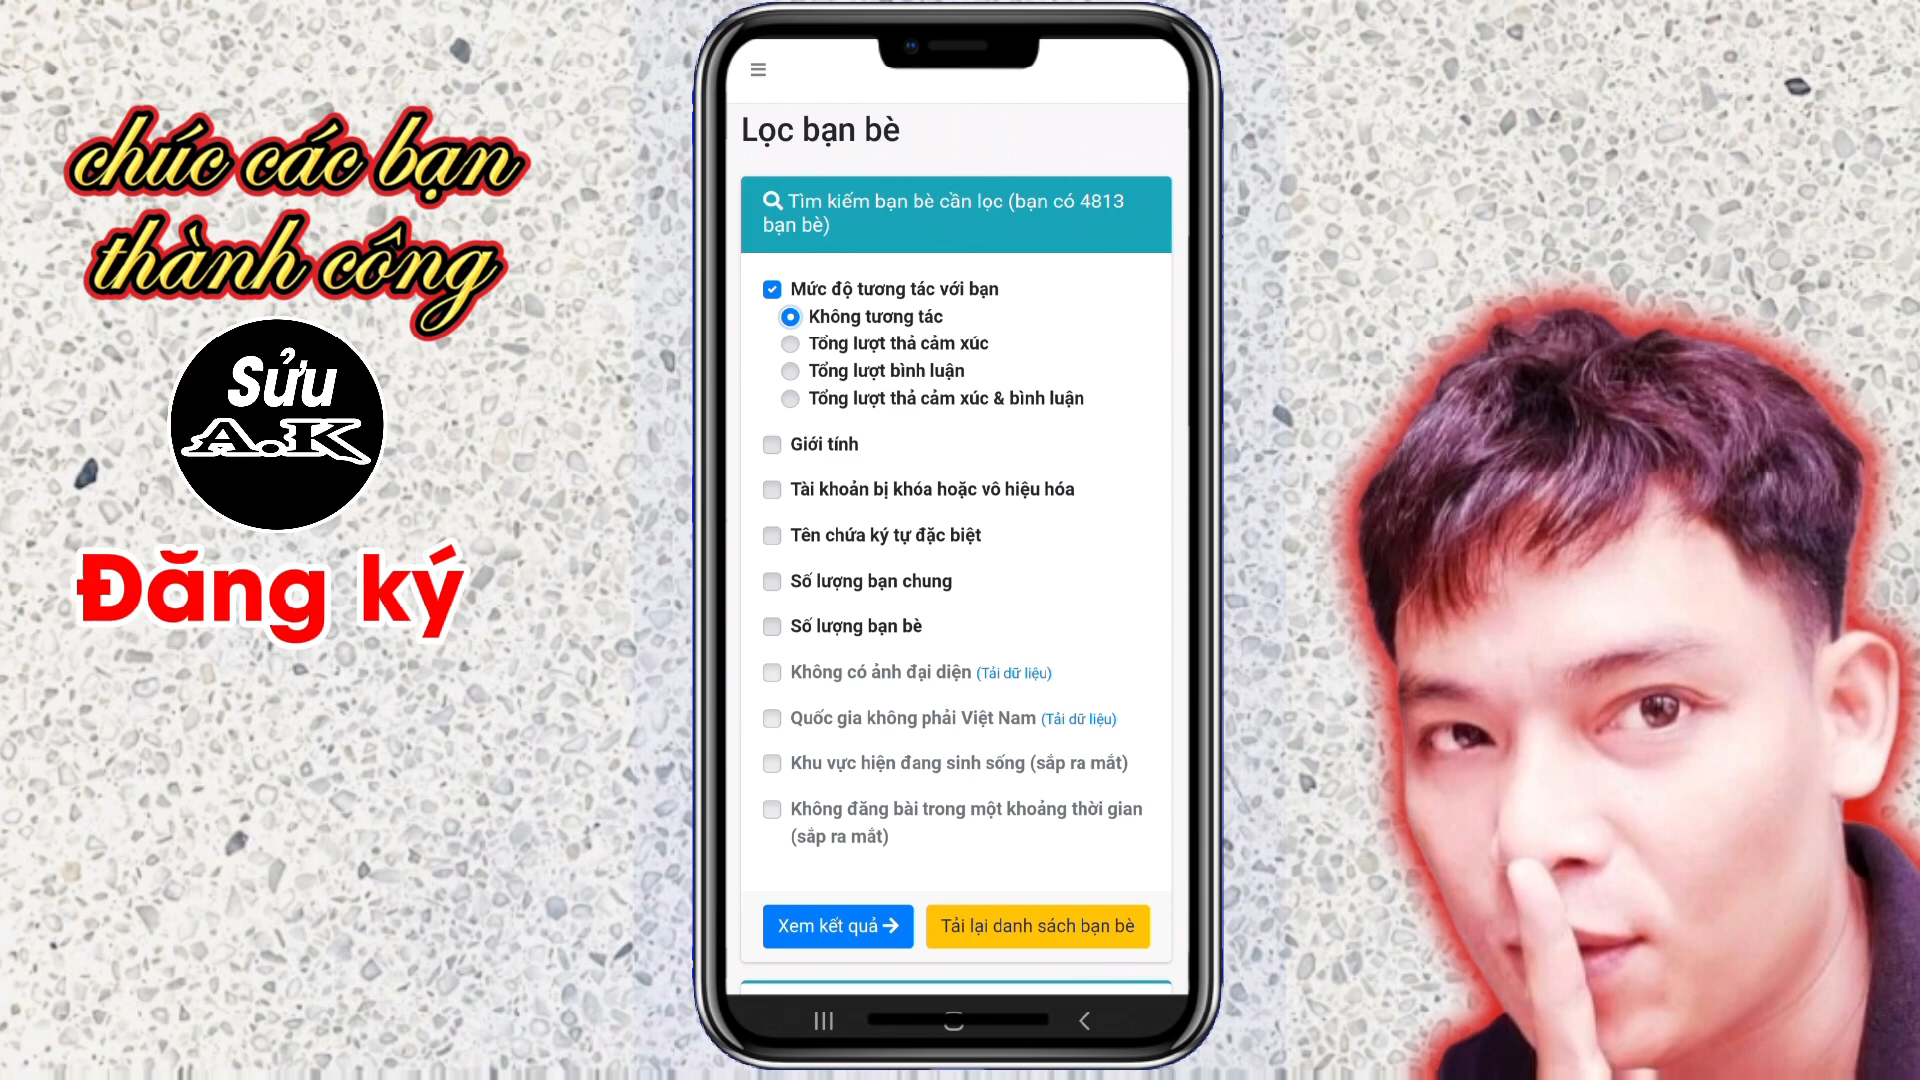 chúc các bạn
thành công
Sửu
A.K
Đăng ký
Lọc bạn bè
Tìm kiếm bạn bè cần lọc (bạn có 4813
bạn bè)
Mức độ tương tác với bạn
Không tương tác
Tổng lượt thả cảm xúc
Tổng lượt bình luận
Tổng lượt thả cảm xúc & bình luận
Giới tính
Tài khoản bị khóa hoặc vô hiệu hóa
Tên chứa ký tự đặc biệt
Số lượng bạn chung
Số lượng bạn bè
Không có ảnh đại diện (Tải dữ liệu)
Quốc gia không phải Việt Nam (Tải dữ liệu)
Khu vực hiện đang sinh sống (sắp ra mắt)
Không đăng bài trong một khoảng thời gian
(sắp ra mắt)
Xem kết quả
Tải lại danh sách bạn bè